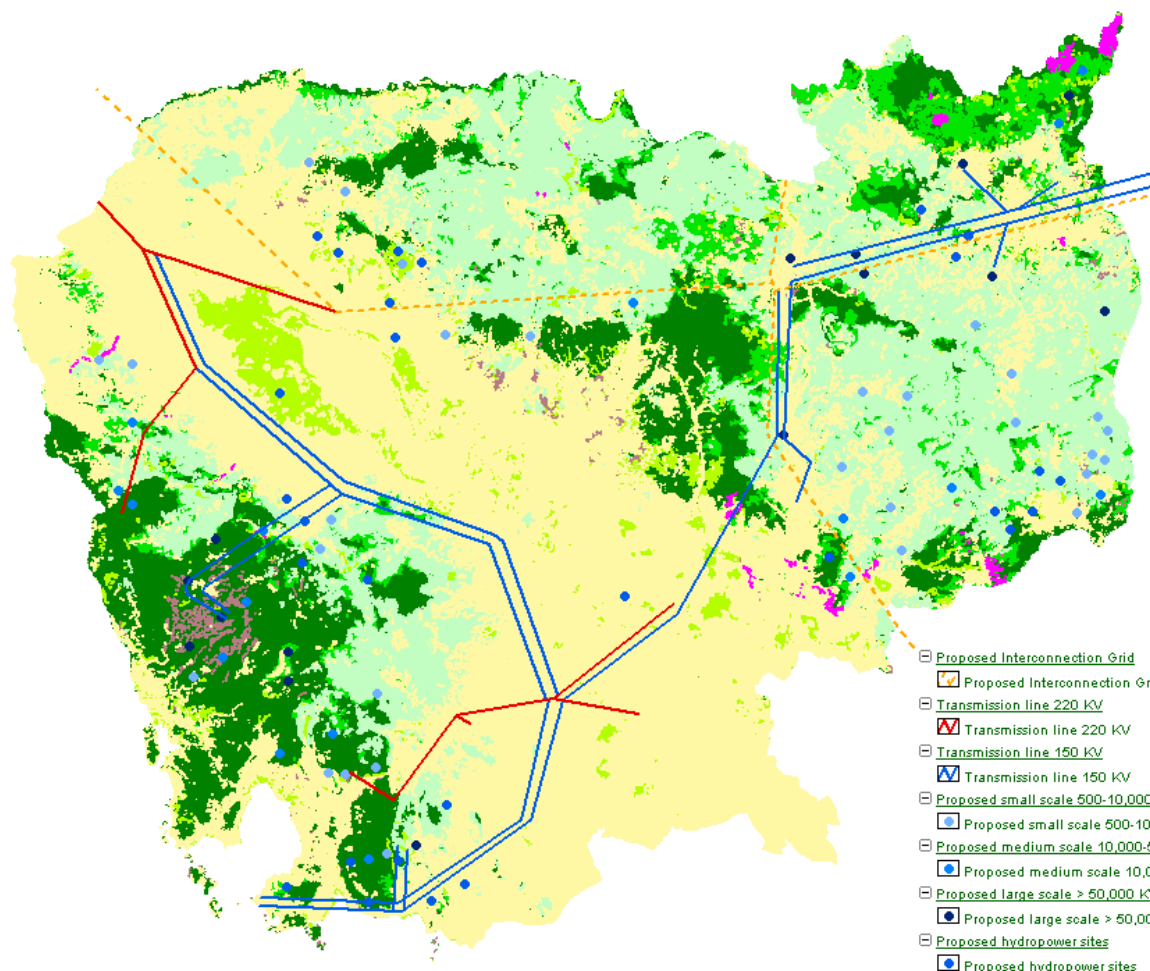 Proposed Interconnection Grid
Proposed Interconnection Gr
Transmission line 220 KV
Transmission line 220 KV
Transmission line 150 KV
Transmission line 150 KV
Proposed small scale 500-10,000
Proposed small scale 500-10
Proposed medium scale 10,000-5
Proposed medium scale 10,0
Proposed large scale > 50,000 K
Proposed large scale > 50,00
Proposed hydropower sites
Proposed hydropower sites